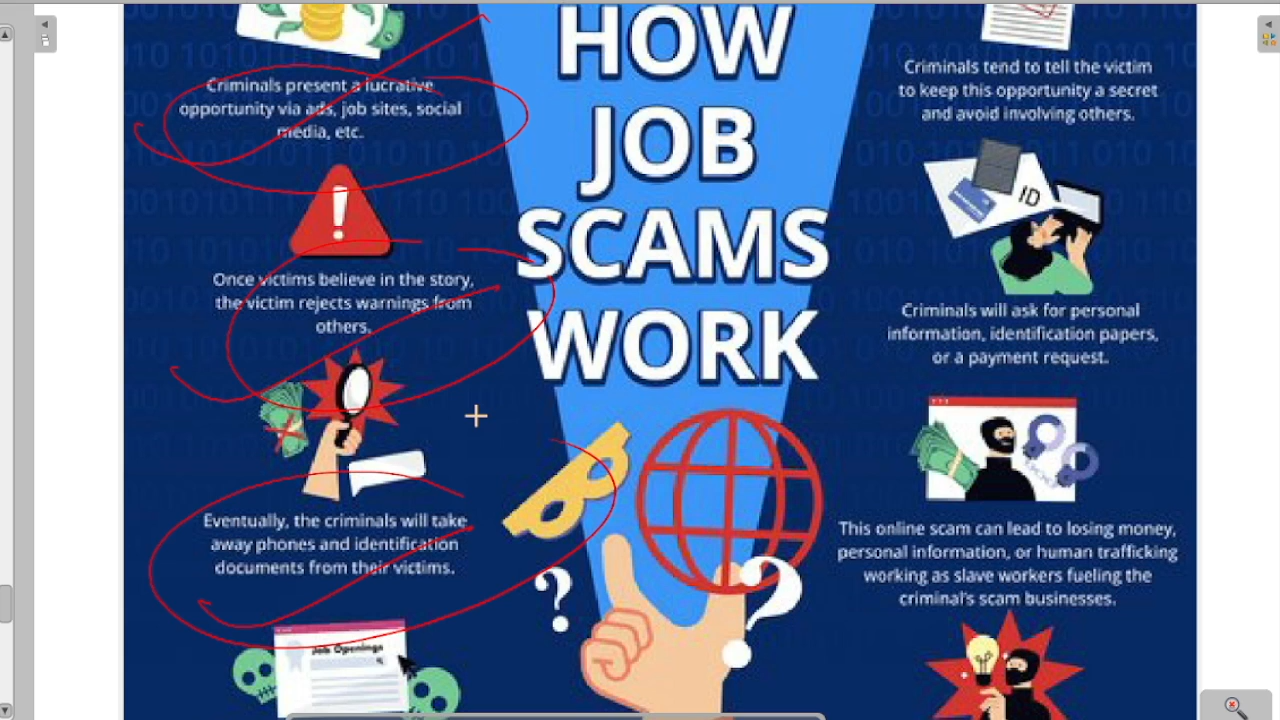 HOW
JOB
SCAMS
WORK
Criminals present a lucrative
opportunity via ads, job sites, social
media, etc.
Once victims believe in the story,
the victim rejects warnings from
others.
Eventually, the criminals will take
away phones and identification
documents from their victims.
Job Openings
Criminals tend to tell the victim
to keep this opportunity a secret
and avoid involving others.
ID
Criminals will ask for personal
information, identification papers,
or a payment request.
This online scam can lead to losing money,
personal information, or human trafficking
working as slave workers fueling the
criminal's scam businesses.
? ?